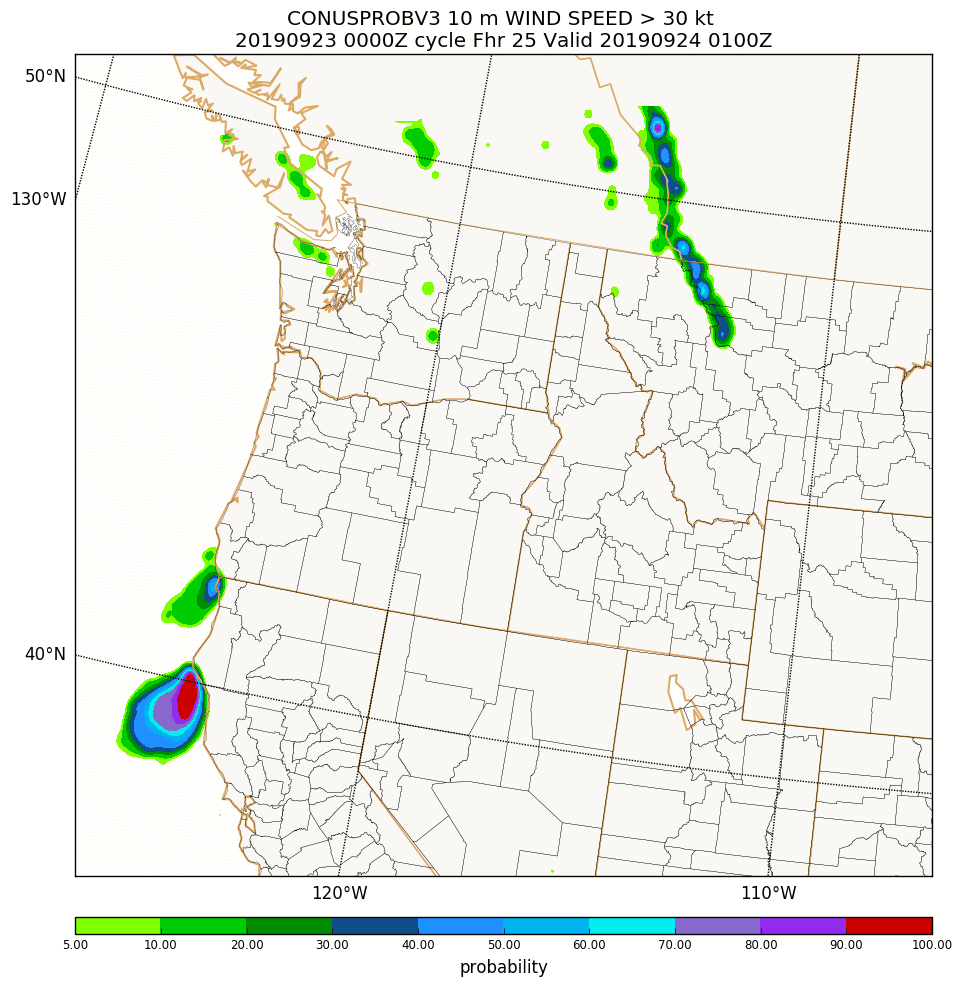 CONUSPROBV3 10 m WIND SPEED > 30 kt
20190923 0000Z cycle Fhr 25 Valid 20190924 0100Z
50°N
130°W
40°N
120°W 110°W
5.00 10.00 20.00 30.00 40.00 50.00 60.00 70.00 80.00 90.00 100.00
probability